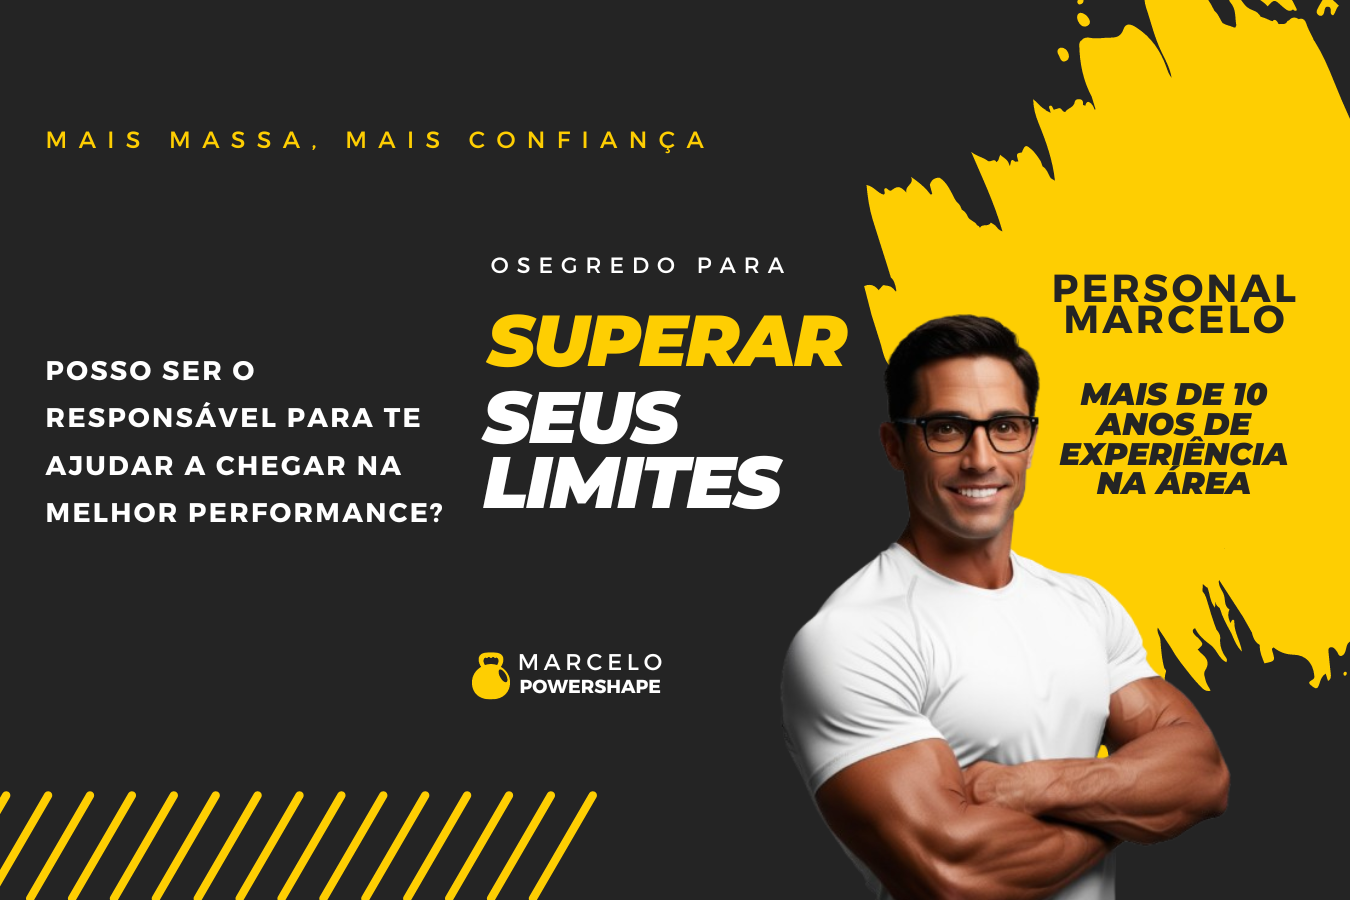 MAIS MASSA, MAIS CONFIANÇA
POSSO SER O
RESPONSÁVEL PARA TE
AJUDAR A CHEGAR NA
MELHOR PERFORMANCE?
OSEGREDO PARA
SUPERAR
SEUS
LIMITES
MARCELO
POWERSHAPE
PERSONAL
MARCELO
MAIS DE 10
ANOS DE
EXPERIÊNCIA
NA ÁREA